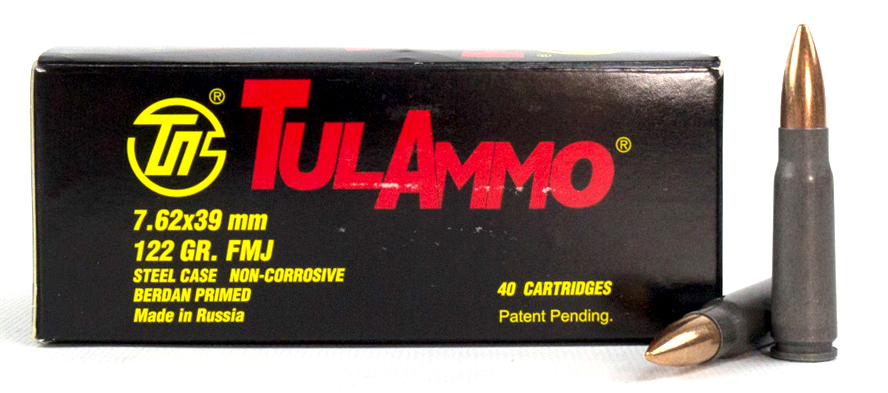 TPZ ®
TULAMMO ®
7.62x39 mm
122 GR. FMJ
STEEL CASE NON-CORROSIVE
BERDAN PRIMED
Made in Russia
40 CARTRIDGES
Patent Pending.